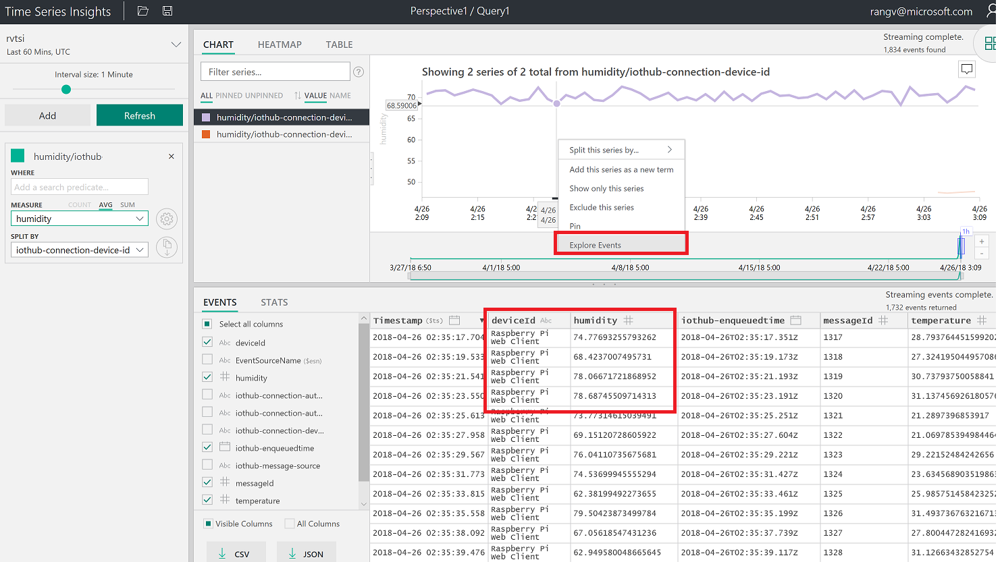 Time Series Insights
Perspective1 / Query1
rangv@microsoft.com
rvtsi
Last 60 Mins, UTC
Interval size: 1 Minute
Add
Refresh
humidity/iothub-
WHERE
Add a search predicate...
MEASURE COUNT AVG SUM
humidity
SPLIT BY
iothub-connection-device-id
CHART HEATMAP TABLE
Streaming complete.
1,834 events found
Filter series...
?
ALL PINNED UNPINNED VALUE NAME
humidity/iothub-connection-devi...
humidity/iothub-connection-devi...
Showing 2 series of 2 total from humidity/iothub-connection-device-id
humidity
70
68.59006
65
60
55
50
4/26 2:09
4/26 2:15
4/2 2:2
4/26
4/26
4/26 2:39
4/26 2:45
4/26 2:51
4/26 2:57
4/26 3:03
4/26 3:09
Split this series by...
Add this series as a new term
Show only this series
Exclude this series
Pin
Explore Events
1h
+
-
3/27/18 6:50 4/1/18 5:00 4/8/18 5:00 4/15/18 5:00 4/22/18 5:00 4/26/18 3:09
EVENTS STATS
Streaming events complete.
1,732 events returned
Select all columns
Abc deviceId
Abc EventSourceName ($esn)
humidity
Abc iothub-connection-aut...
Abc iothub-connection-aut...
Abc iothub-connection-dev...
iothub-enqueuedtime
Abc iothub-message-source
messageId
temperature
Visible Columns All Columns
CSV JSON
Timestamp ($ts) deviceId Abc humidity iothub-enqueuedtime messageId temperature
2018-04-26 02:35:17.704 Raspberry Pi Web Client 74.77693255793262 2018-04-26T02:35:17.351Z 1317 28.793764451599202
2018-04-26 02:35:19.533 Raspberry Pi Web Client 68.4237007495731 2018-04-26T02:35:19.173Z 1318 27.324195044957086
2018-04-26 02:35:21.541 Raspberry Pi Web Client 78.06671721868952 2018-04-26T02:35:21.193Z 1319 30.73793750058841
2018-04-26 02:35:23.550 Raspberry Pi Web Client 78.68745509714313 2018-04-26T02:35:23.191Z 1320 31.137456926180576
2018-04-26 02:35:25.613 Raspberry Pi Web Client 73.77314615039491 2018-04-26T02:35:25.251Z 1321 21.2897396853917
2018-04-26 02:35:27.958 Raspberry Pi Web Client 69.15120728605922 2018-04-26T02:35:27.604Z 1322 21.069785394984464
2018-04-26 02:35:29.567 Raspberry Pi Web Client 76.04110735675681 2018-04-26T02:35:29.221Z 1323 29.22152484242656
2018-04-26 02:35:31.773 Raspberry Pi Web Client 74.53699945555294 2018-04-26T02:35:31.427Z 1324 23.634568903519863
2018-04-26 02:35:33.815 Raspberry Pi Web Client 62.38199492273655 2018-04-26T02:35:33.461Z 1325 25.985751458423252
2018-04-26 02:35:35.558 Raspberry Pi Web Client 79.50423873499784 2018-04-26T02:35:35.199Z 1326 31.493736763216713
2018-04-26 02:35:38.092 Raspberry Pi Web Client 67.05618547431236 2018-04-26T02:35:37.739Z 1327 27.800447282416932
2018-04-26 02:35:39.476 Raspberry Pi Web Client 62.949580048665645 2018-04-26T02:35:39.117Z 1328 31.12663432852754